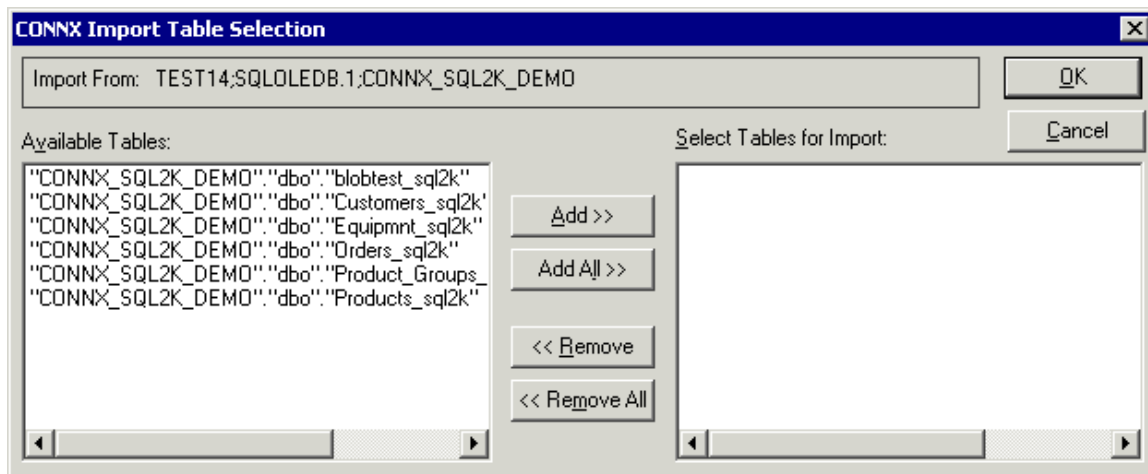 CONNX Import Table Selection
Import From: TEST14;SQLOLEDB.1;CONNX_SQL2K_DEMO
OK
Cancel
Available Tables:
"CONNX_SQL2K_DEMO"."dbo"."blobtest_sql2k"
"CONNX_SQL2K_DEMO"."dbo"."Customers_sql2k"
"CONNX_SQL2K_DEMO"."dbo"."Equipmnt_sql2k"
"CONNX_SQL2K_DEMO"."dbo"."Orders_sql2k"
"CONNX_SQL2K_DEMO"."dbo"."Product_Groups_
"CONNX_SQL2K_DEMO"."dbo"."Products_sql2k"
Add >>
Add All >>
<< Remove
<< Remove All
Select Tables for Import: